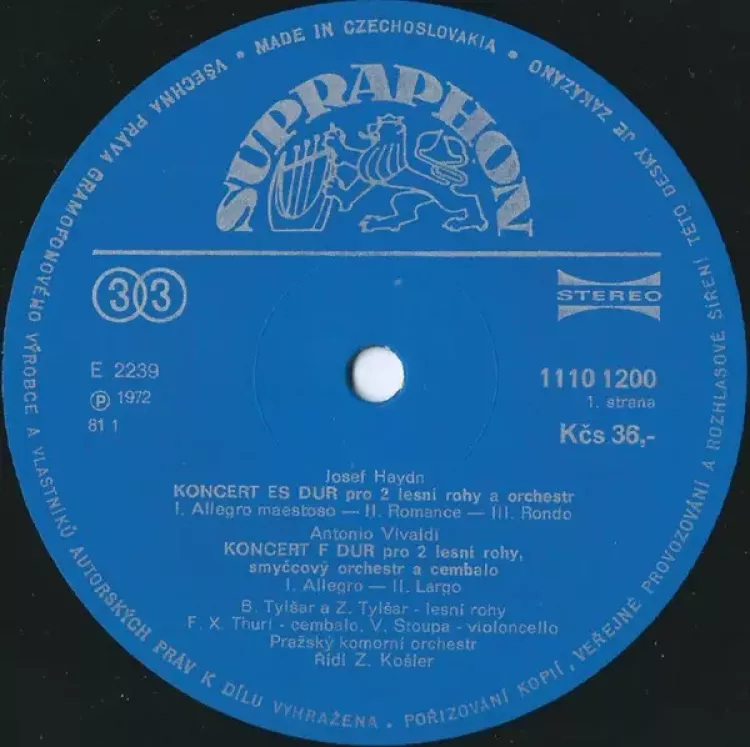 VŠECHNA PRÁVA GRAMOFONOVÉHO VÝROBCE A VLASTNÍKŮ AUTORSKÝCH PRÁV K DÍLU VYHRAŽENA. POŘIZOVÁNÍ KOPIÍ, VEŘEJNÉ PROVOZOVÁNÍ A ROZHLASOVÉ ŠÍŘENÍ TÉTO DESKY JE ZAKÁZÁNO • MADE IN CZECHOSLOVAKIA •
SUPRAPHON
33
STEREO
E 2239
℗ 1972
81 1
1110 1200
1. strana
Kčs 36,-
Josef Haydn
KONCERT ES DUR pro 2 lesní rohy a orchestr
I. Allegro maestoso — II. Romance — III. Rondo
Antonio Vivaldi
KONCERT F DUR pro 2 lesní rohy,
smyčcový orchestr a cembalo
I. Allegro — II. Largo
B. Tylšar a Z. Tylšar - lesní rohy
F. X. Thuri - cembalo, V. Stoupa - violoncello
Pražský komorní orchestr
Řídí Z. Košler